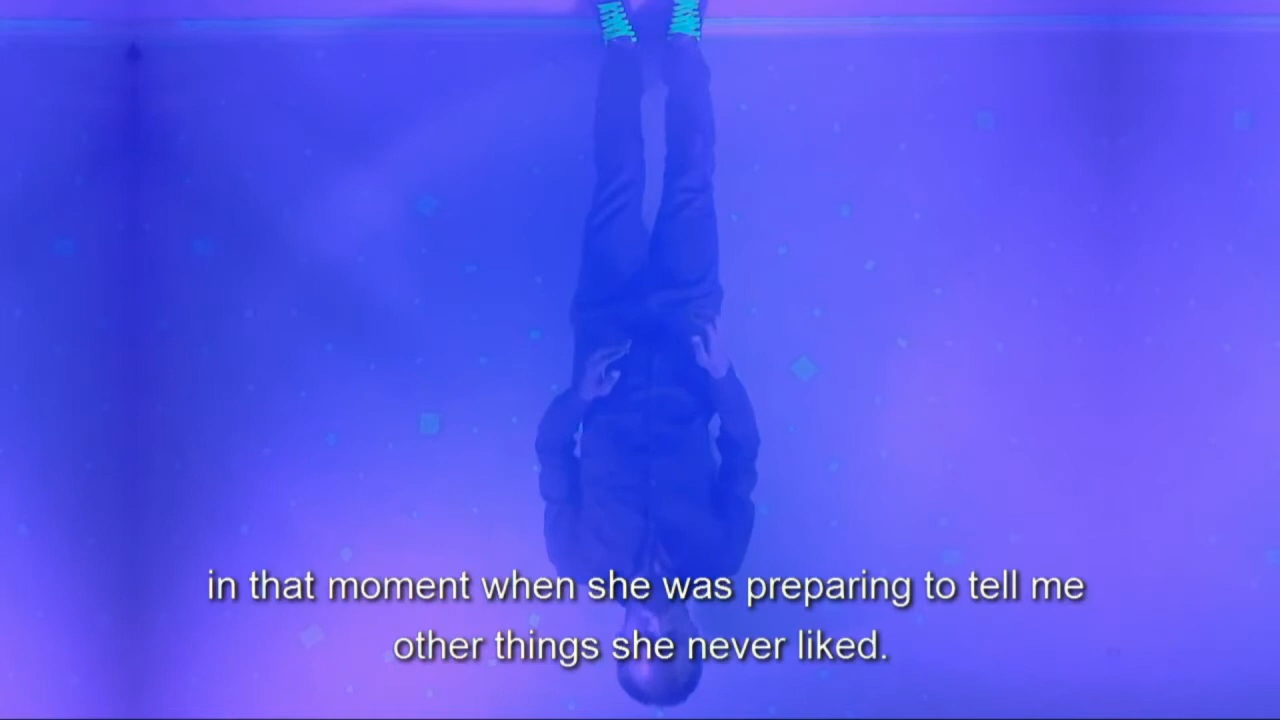 in that moment when she was preparing to tell me
other things she never liked.